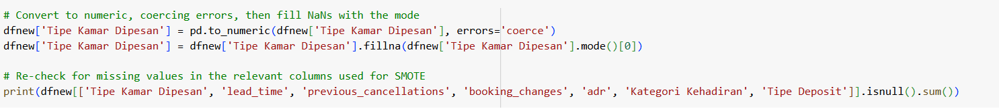 # Convert to numeric, coercing errors, then fill NaNs with the mode
dfnew['Tipe Kamar Dipesan'] = pd.to_numeric(dfnew['Tipe Kamar Dipesan'], errors='coerce')
dfnew['Tipe Kamar Dipesan'] = dfnew['Tipe Kamar Dipesan'].fillna(dfnew['Tipe Kamar Dipesan'].mode()[0])
# Re-check for missing values in the relevant columns used for SMOTE
print(dfnew[['Tipe Kamar Dipesan', 'lead_time', 'previous_cancellations', 'booking_changes', 'adr', 'Kategori Kehadiran', 'Tipe Deposit']].isnull().sum())